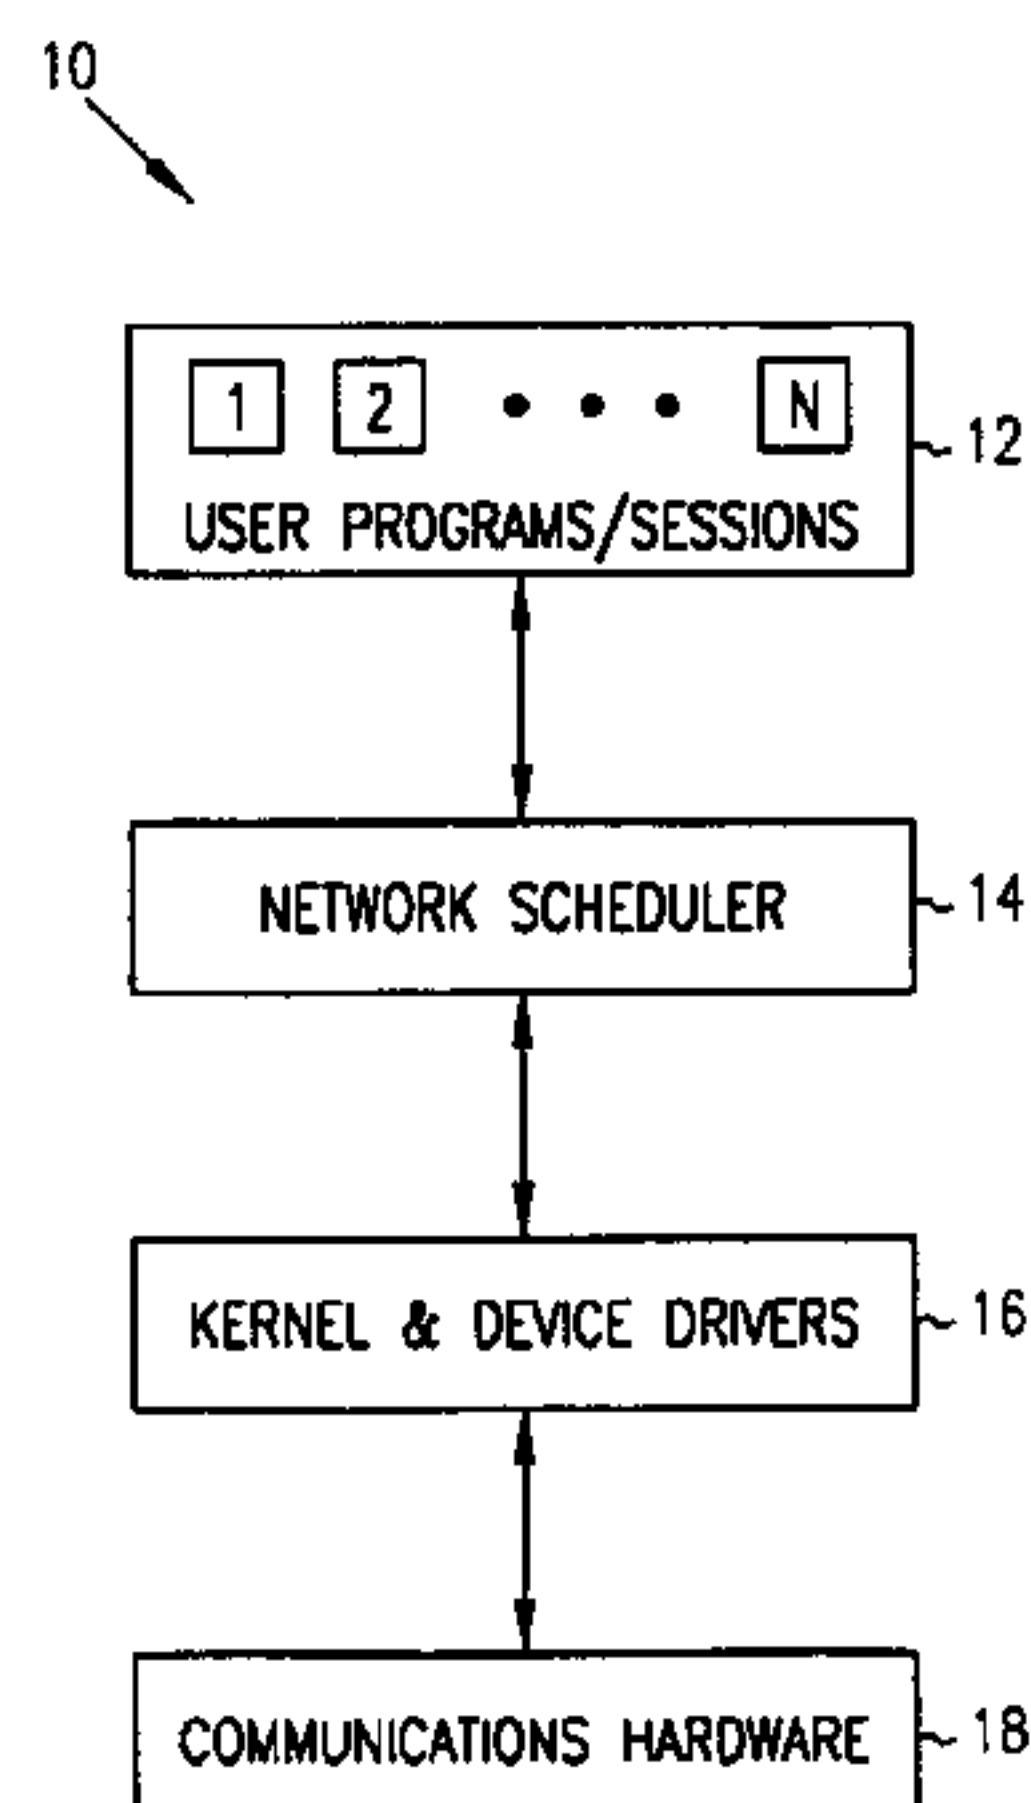 10
1 2 • • • N
USER PROGRAMS/SESSIONS
12
NETWORK SCHEDULER
14
KERNEL & DEVICE DRIVERS
16
COMMUNICATIONS HARDWARE
18